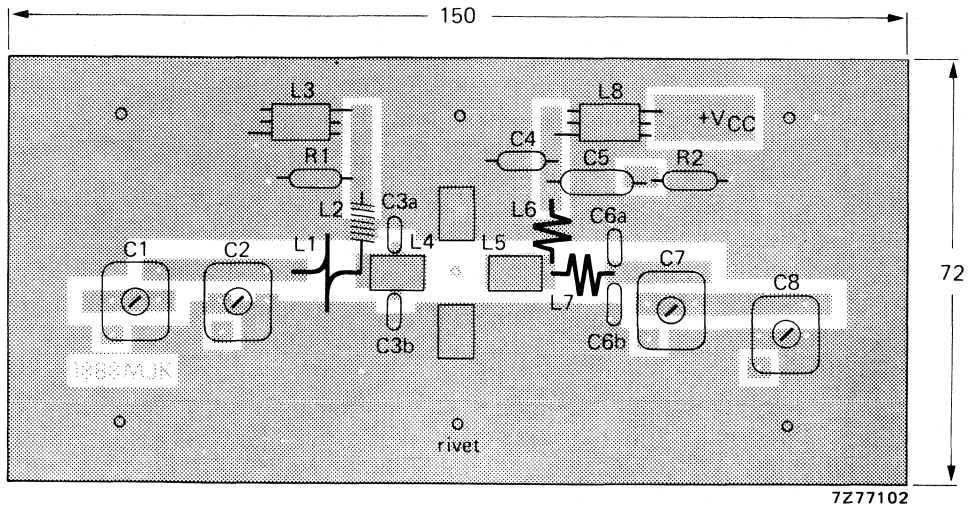 150
L3
L8
+VCC
C4
R1
C5
R2
L2
C3a
L6
C6a
C1
C2
L1
L4
L5
C7
72
C8
L7
C3b
C6b
1888MJK
rivet
7Z77102